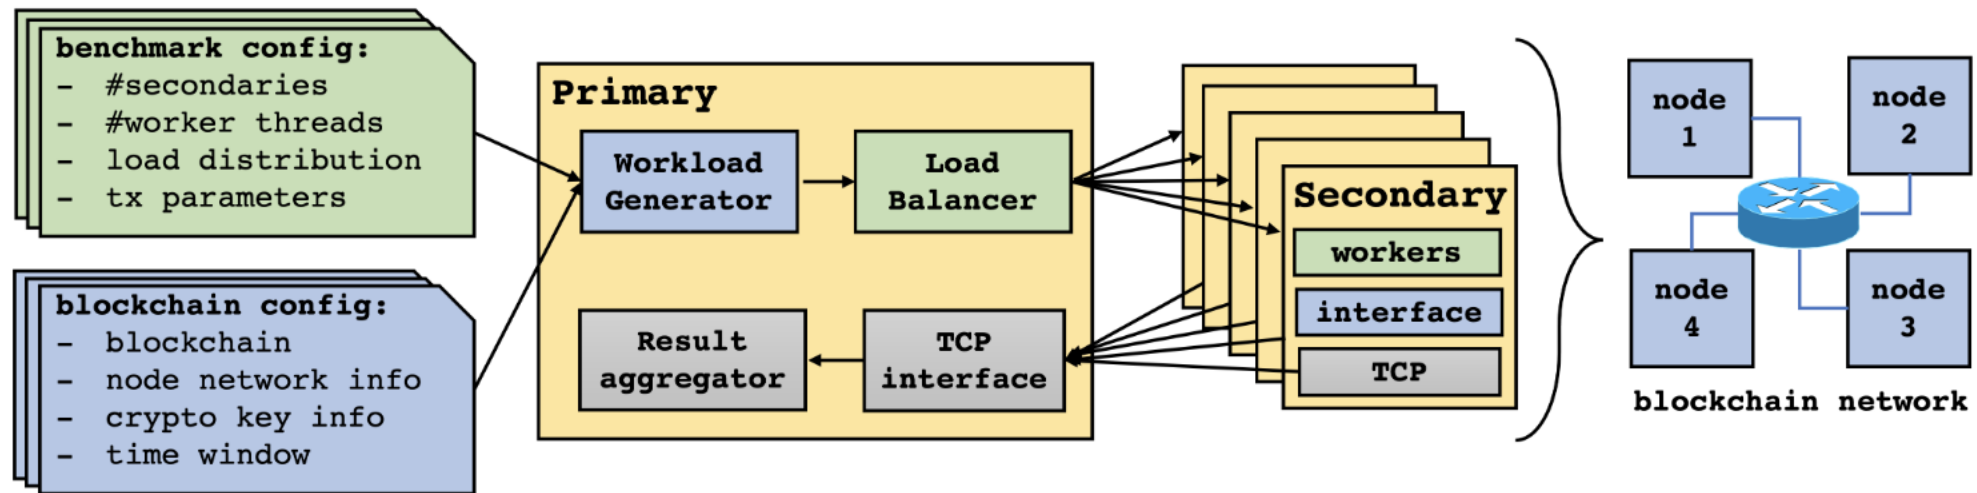 benchmark config:
- #secondaries
- #worker threads
- load distribution
- tx parameters
blockchain config:
- blockchain
- node network info
- crypto key info
- time window
Primary
Workload
Generator
Load
Balancer
Result
aggregator
TCP
interface
Secondary
workers
interface
TCP
node
1
node
2
node
4
node
3
blockchain network